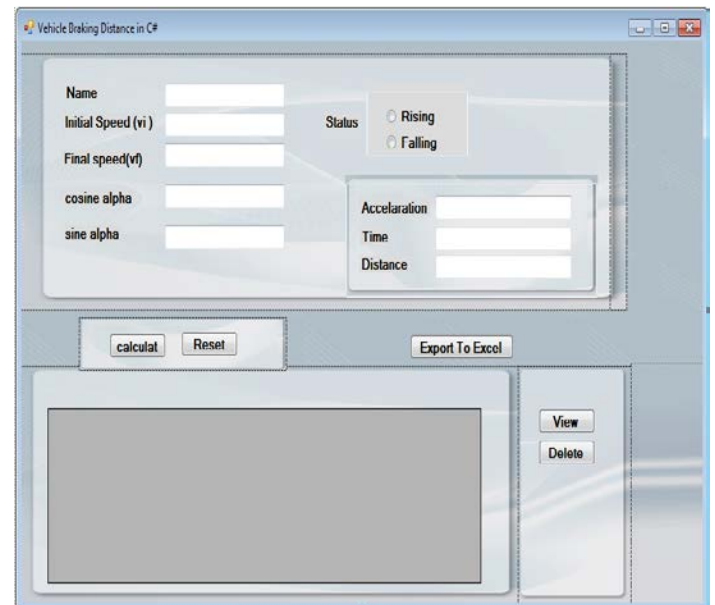 Vehicle Braking Distance in C#
Name
Initial Speed (vi )
Final speed(vf)
cosine alpha
sine alpha
Status
Rising
Falling
Accelaration
Time
Distance
calculat
Reset
Export To Excel
View
Delete